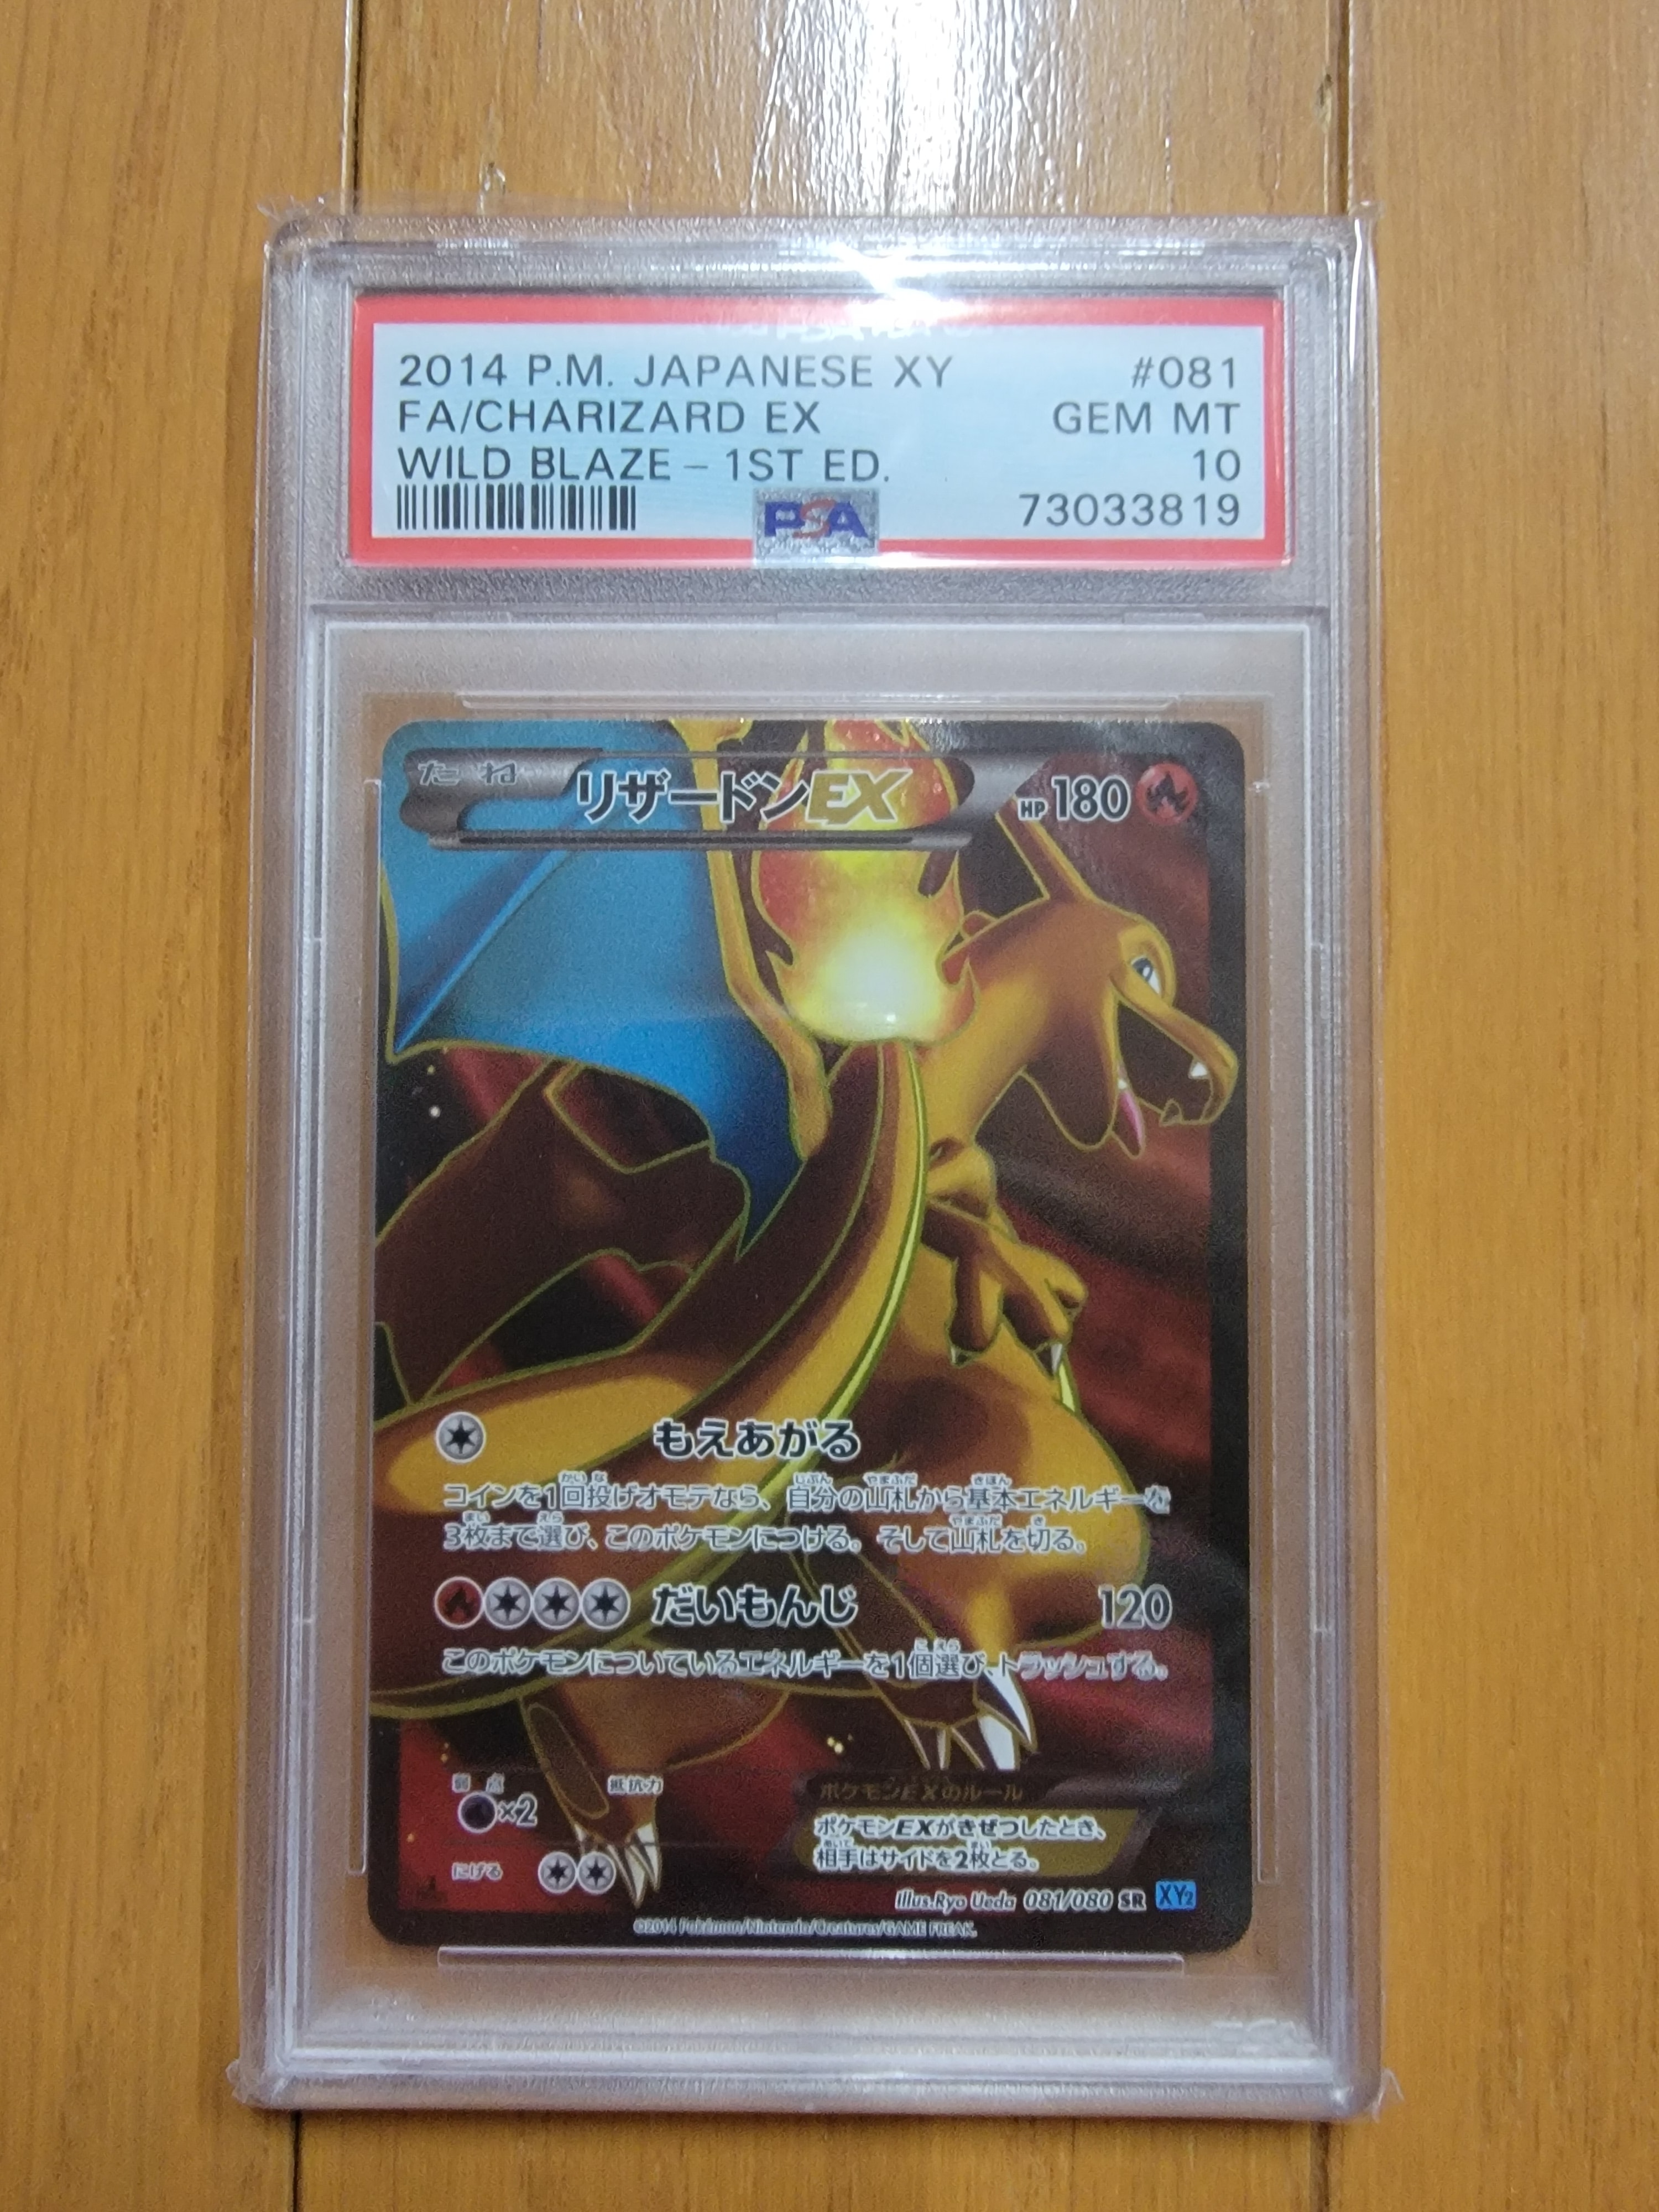 2014 P.M. JAPANESE XY #081
FA/CHARIZARD EX GEM MT
WILD BLAZE – 1ST ED. 10
PSA 73033819
たね リザードンEX HP 180
もえあがる
コインを1回投げオモテなら、自分の山札から基本エネルギーを
3枚まで選び、このポケモンにつける。そして山札を切る。
だいもんじ 120
このポケモンについているエネルギーを1個選び、トラッシュする。
弱点 抵抗力
×2
にげる
ポケモンEXのルール
ポケモンEXがきぜつしたとき、
相手はサイドを2枚とる。
Illus.Ryo Ueda 081/080 SR XY2
©2014 Pokémon/Nintendo/Creatures/GAME FREAK.